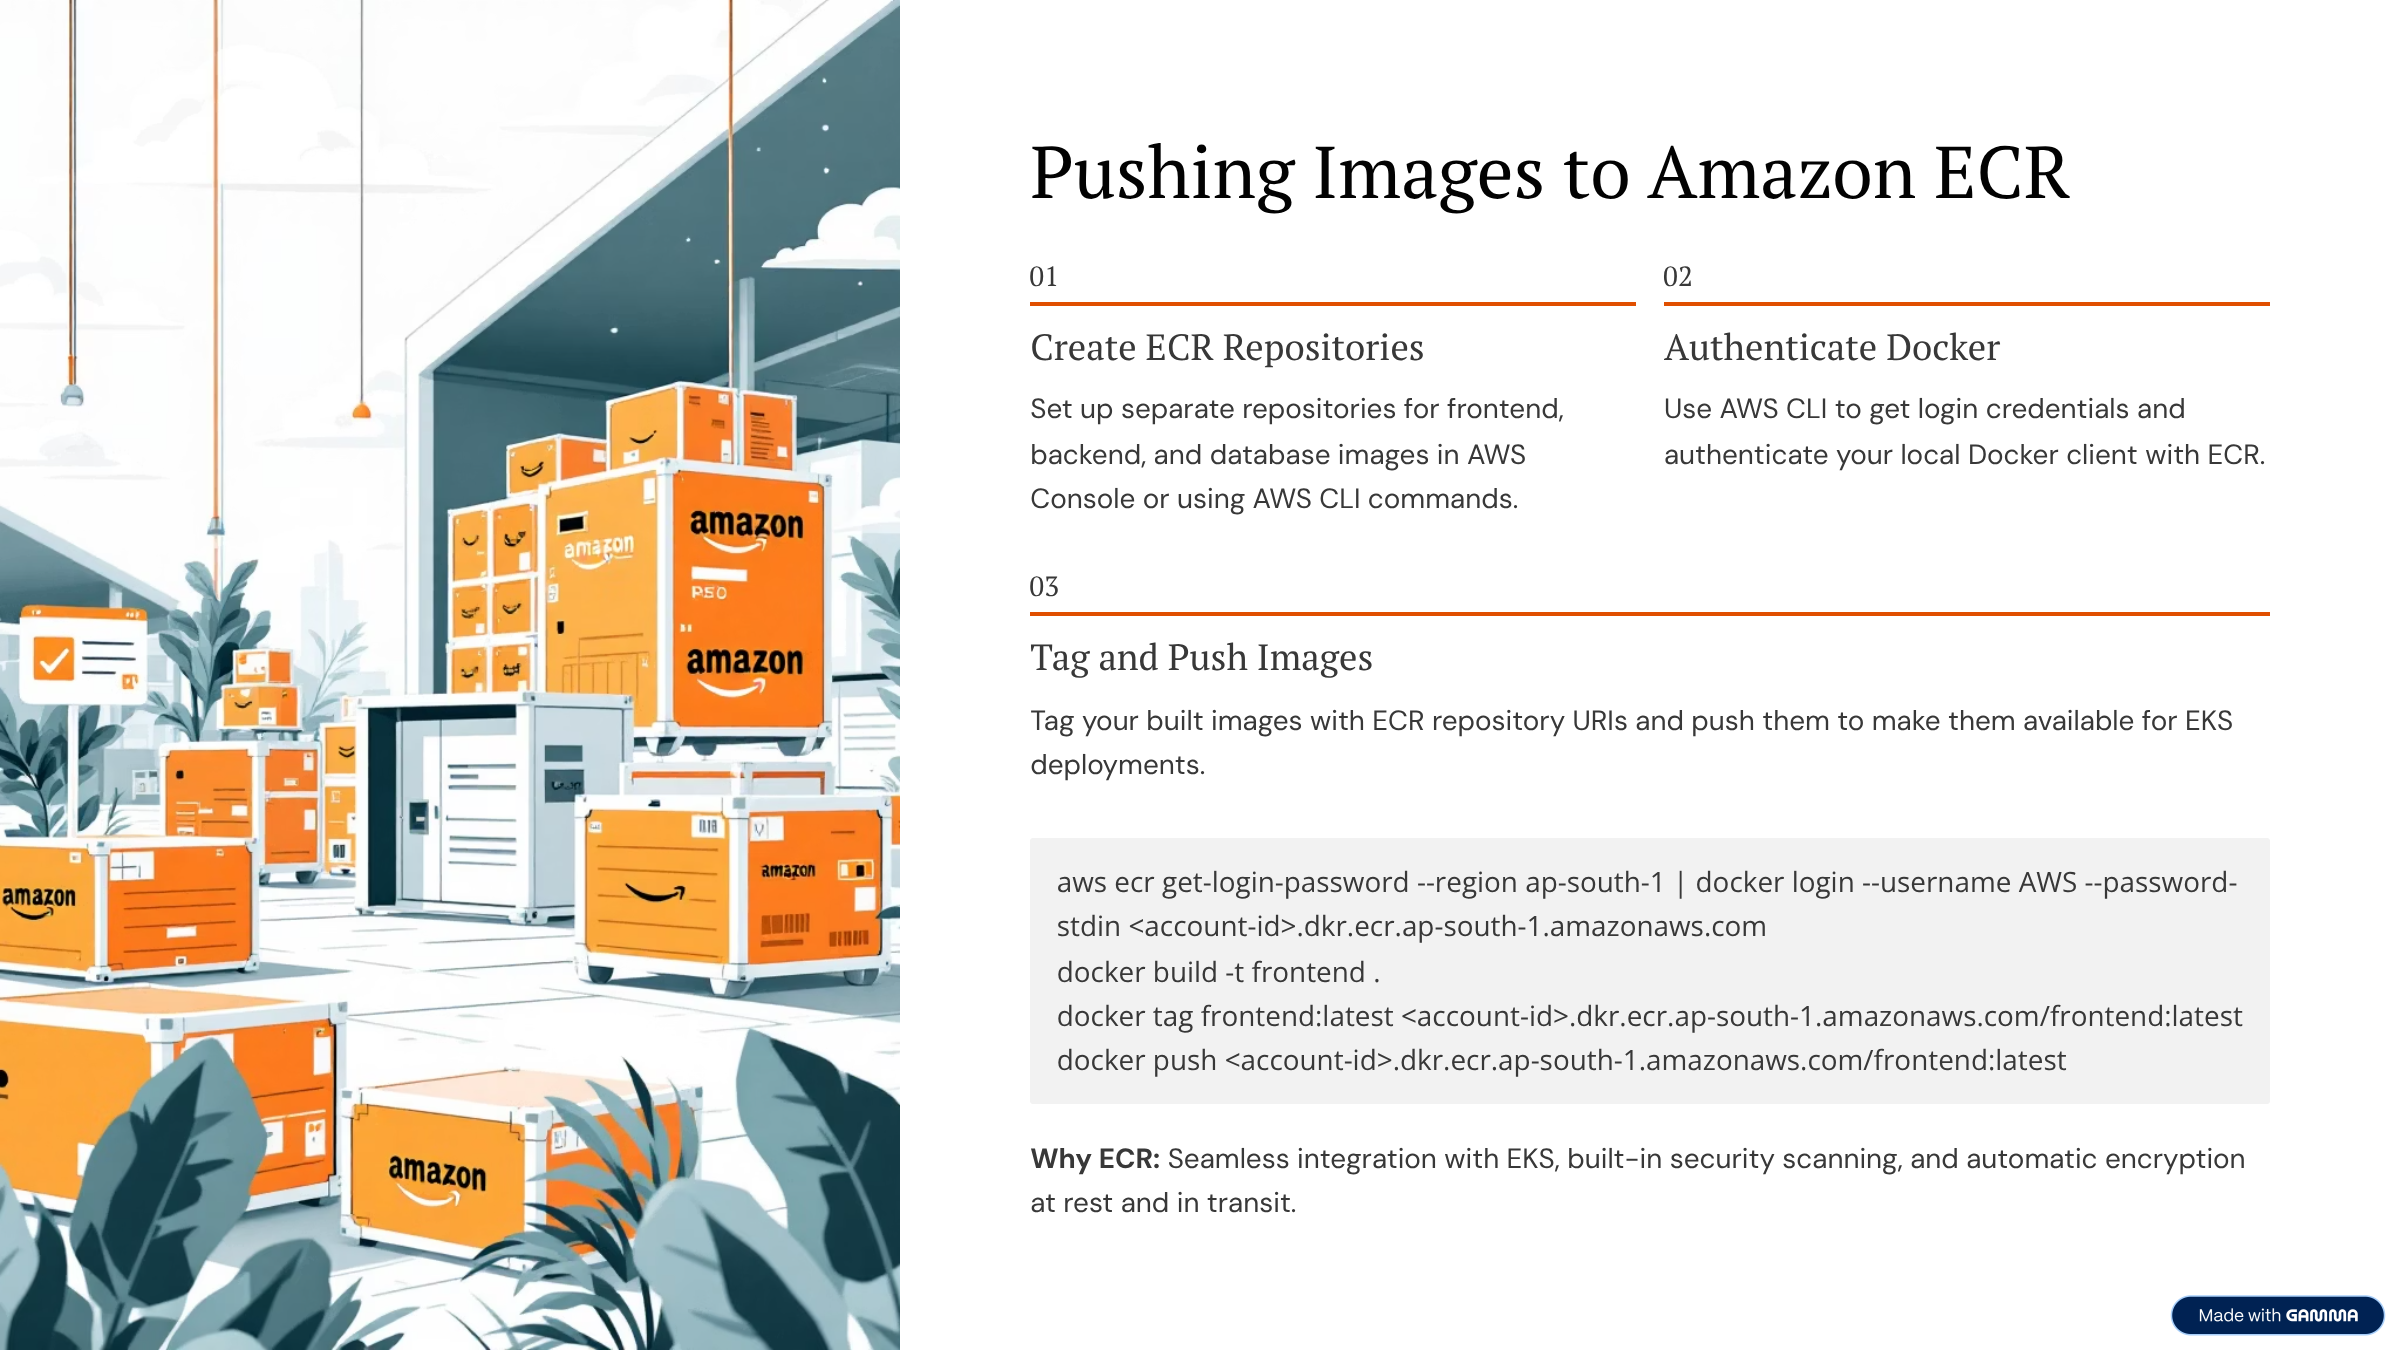 Pushing Images to Amazon ECR
01
Create ECR Repositories
Set up separate repositories for frontend,
backend, and database images in AWS
Console or using AWS CLI commands.
02
Authenticate Docker
Use AWS CLI to get login credentials and
authenticate your local Docker client with ECR.
03
Tag and Push Images
Tag your built images with ECR repository URIs and push them to make them available for EKS
deployments.
aws ecr get-login-password --region ap-south-1 | docker login --username AWS --password-
stdin <account-id>.dkr.ecr.ap-south-1.amazonaws.com
docker build -t frontend .
docker tag frontend:latest <account-id>.dkr.ecr.ap-south-1.amazonaws.com/frontend:latest
docker push <account-id>.dkr.ecr.ap-south-1.amazonaws.com/frontend:latest
Why ECR: Seamless integration with EKS, built-in security scanning, and automatic encryption
at rest and in transit.
amazon
amazon
amazon
amazon
amazon
amazon
Made with GAMMA